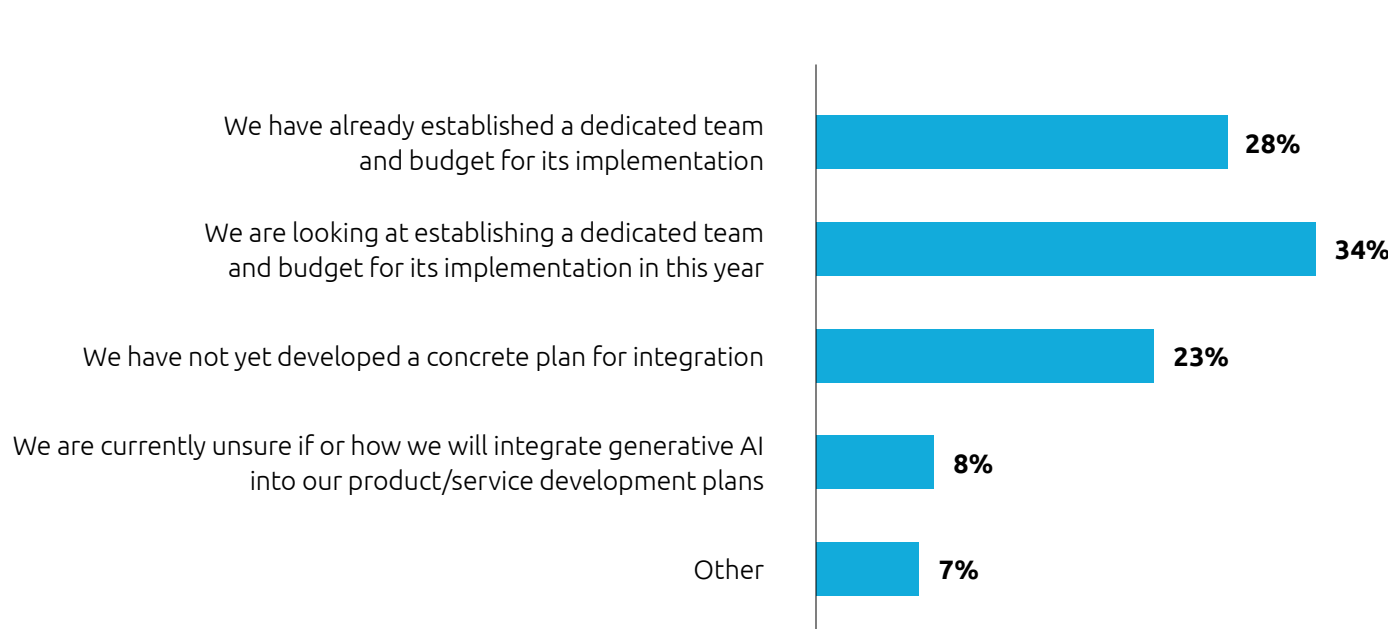 We have already established a dedicated team
and budget for its implementation
28%
We are looking at establishing a dedicated team
and budget for its implementation in this year
34%
We have not yet developed a concrete plan for integration
23%
We are currently unsure if or how we will integrate generative AI
into our product/service development plans
8%
Other
7%